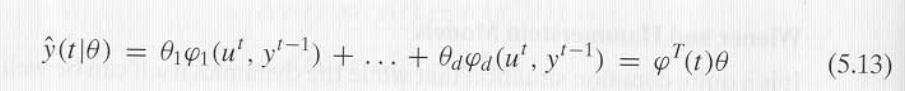 ŷ(t|θ) = θ₁φ₁(uᵗ, yᵗ⁻¹) + ... + θ_dφ_d(uᵗ, yᵗ⁻¹) = φᵀ(t)θ (5.13)